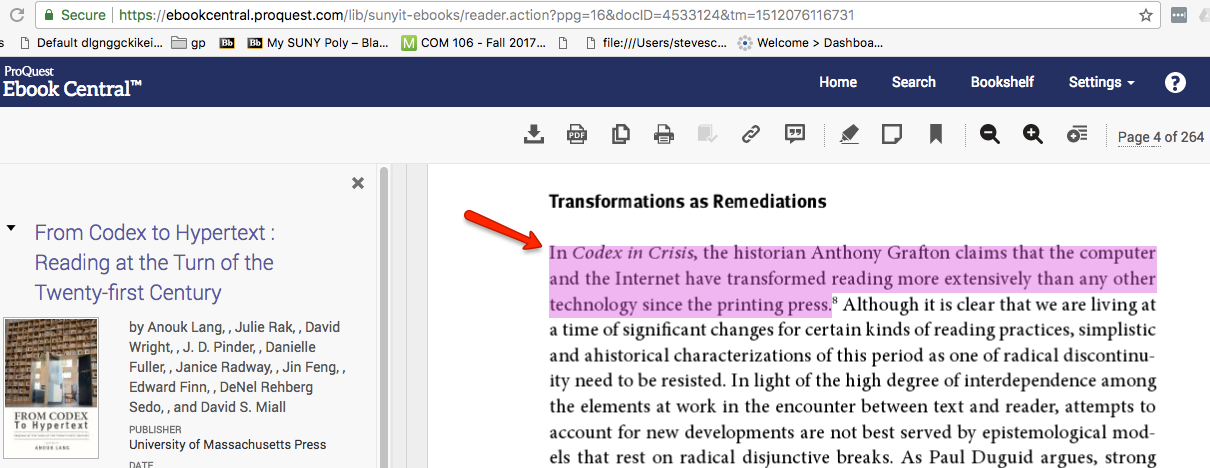 Secure https://ebookcentral.proquest.com/lib/sunyit-ebooks/reader.action?ppg=16&docID=4533124&tm=1512076116731
s Default dlgnggckikei... gp Bb Bb My SUNY Poly – Bla... M COM 106 - Fall 2017... file:///Users/stevesc... Welcome > Dashboa...
ProQuest
Ebook Central™
Home Search Bookshelf Settings ?
PDF Page 4 of 264
From Codex to Hypertext :
Reading at the Turn of the
Twenty-first Century
by Anouk Lang, , Julie Rak, , David
Wright, , J. D. Pinder, , Danielle
Fuller, , Janice Radway, , Jin Feng, ,
Edward Finn, , DeNel Rehberg
Sedo, , and David S. Miall
PUBLISHER
University of Massachusetts Press
DATE
FROM CODEX
To HYPERTEXT
ANOUK LANG
Transformations as Remediations
In Codex in Crisis, the historian Anthony Grafton claims that the computer
and the Internet have transformed reading more extensively than any other
technology since the printing press.⁸ Although it is clear that we are living at
a time of significant changes for certain kinds of reading practices, simplistic
and ahistorical characterizations of this period as one of radical discontinu-
ity need to be resisted. In light of the high degree of interdependence among
the elements at work in the encounter between text and reader, attempts to
account for new developments are not best served by epistemological mod-
els that rest on radical disjunctive breaks. As Paul Duguid argues, strong